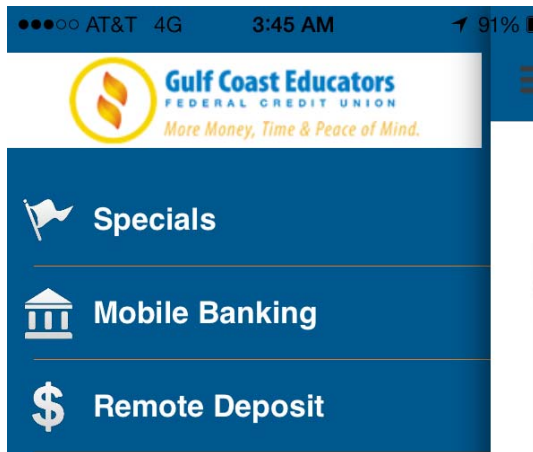 AT&T 4G 3:45 AM 91%
Gulf Coast Educators
FEDERAL CREDIT UNION
More Money, Time & Peace of Mind.
Specials
Mobile Banking
$ Remote Deposit